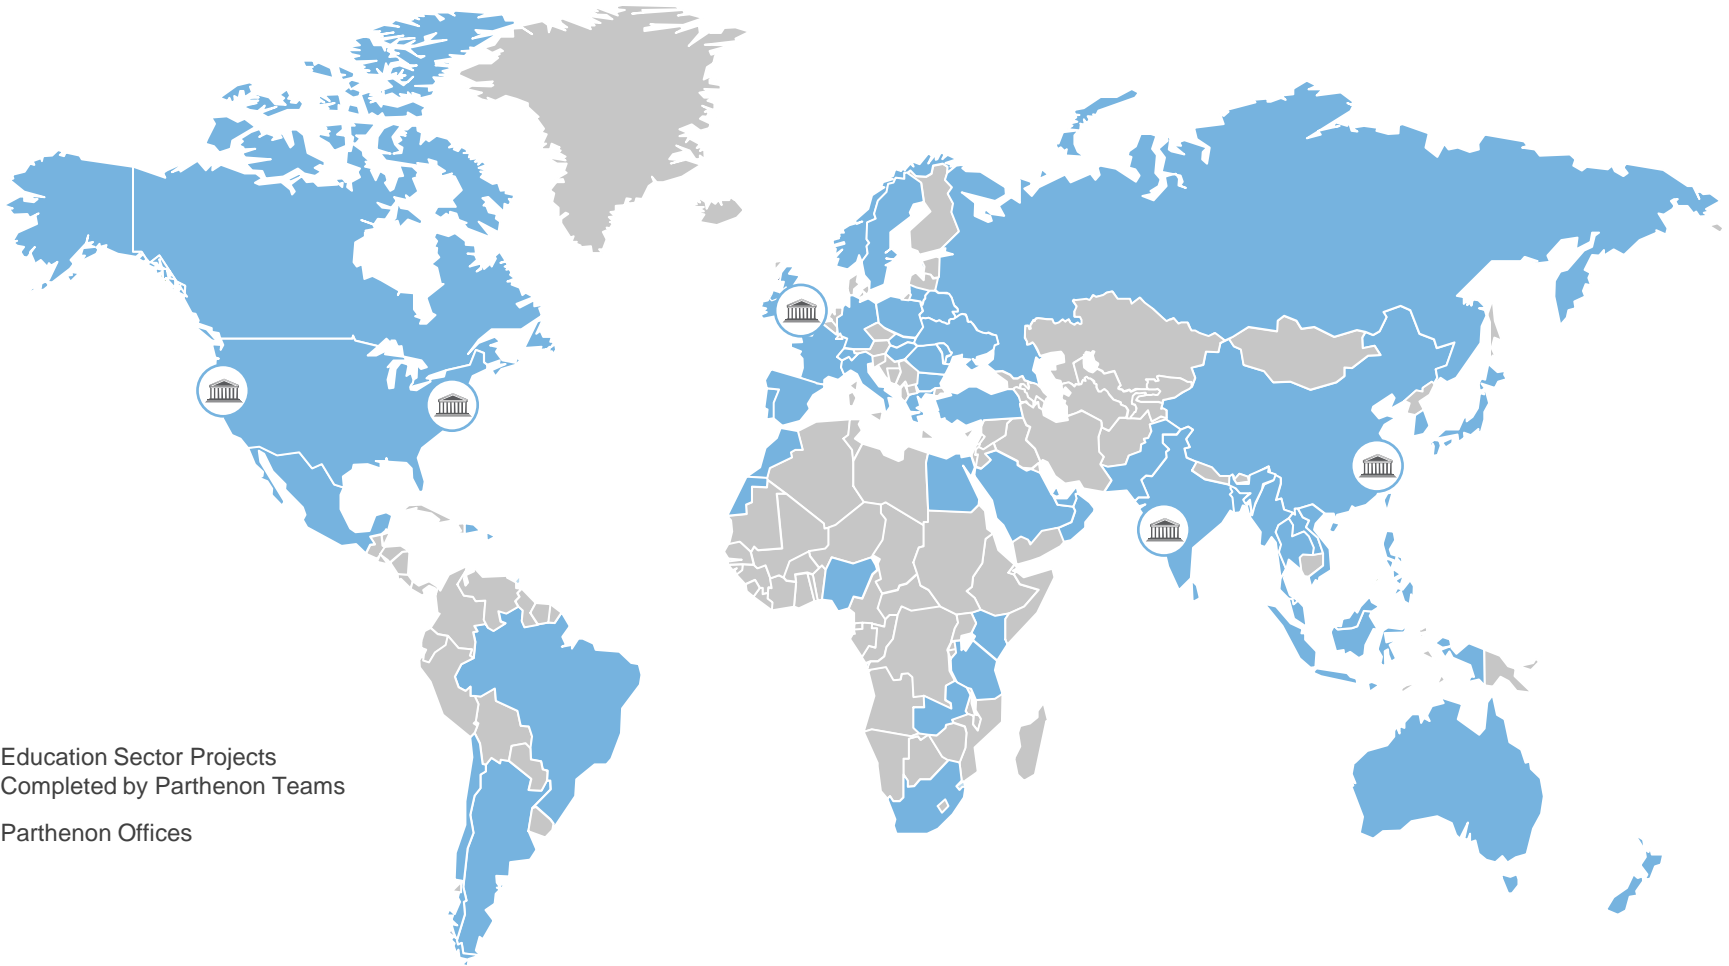 Education Sector Projects
Completed by Parthenon Teams
Parthenon Offices